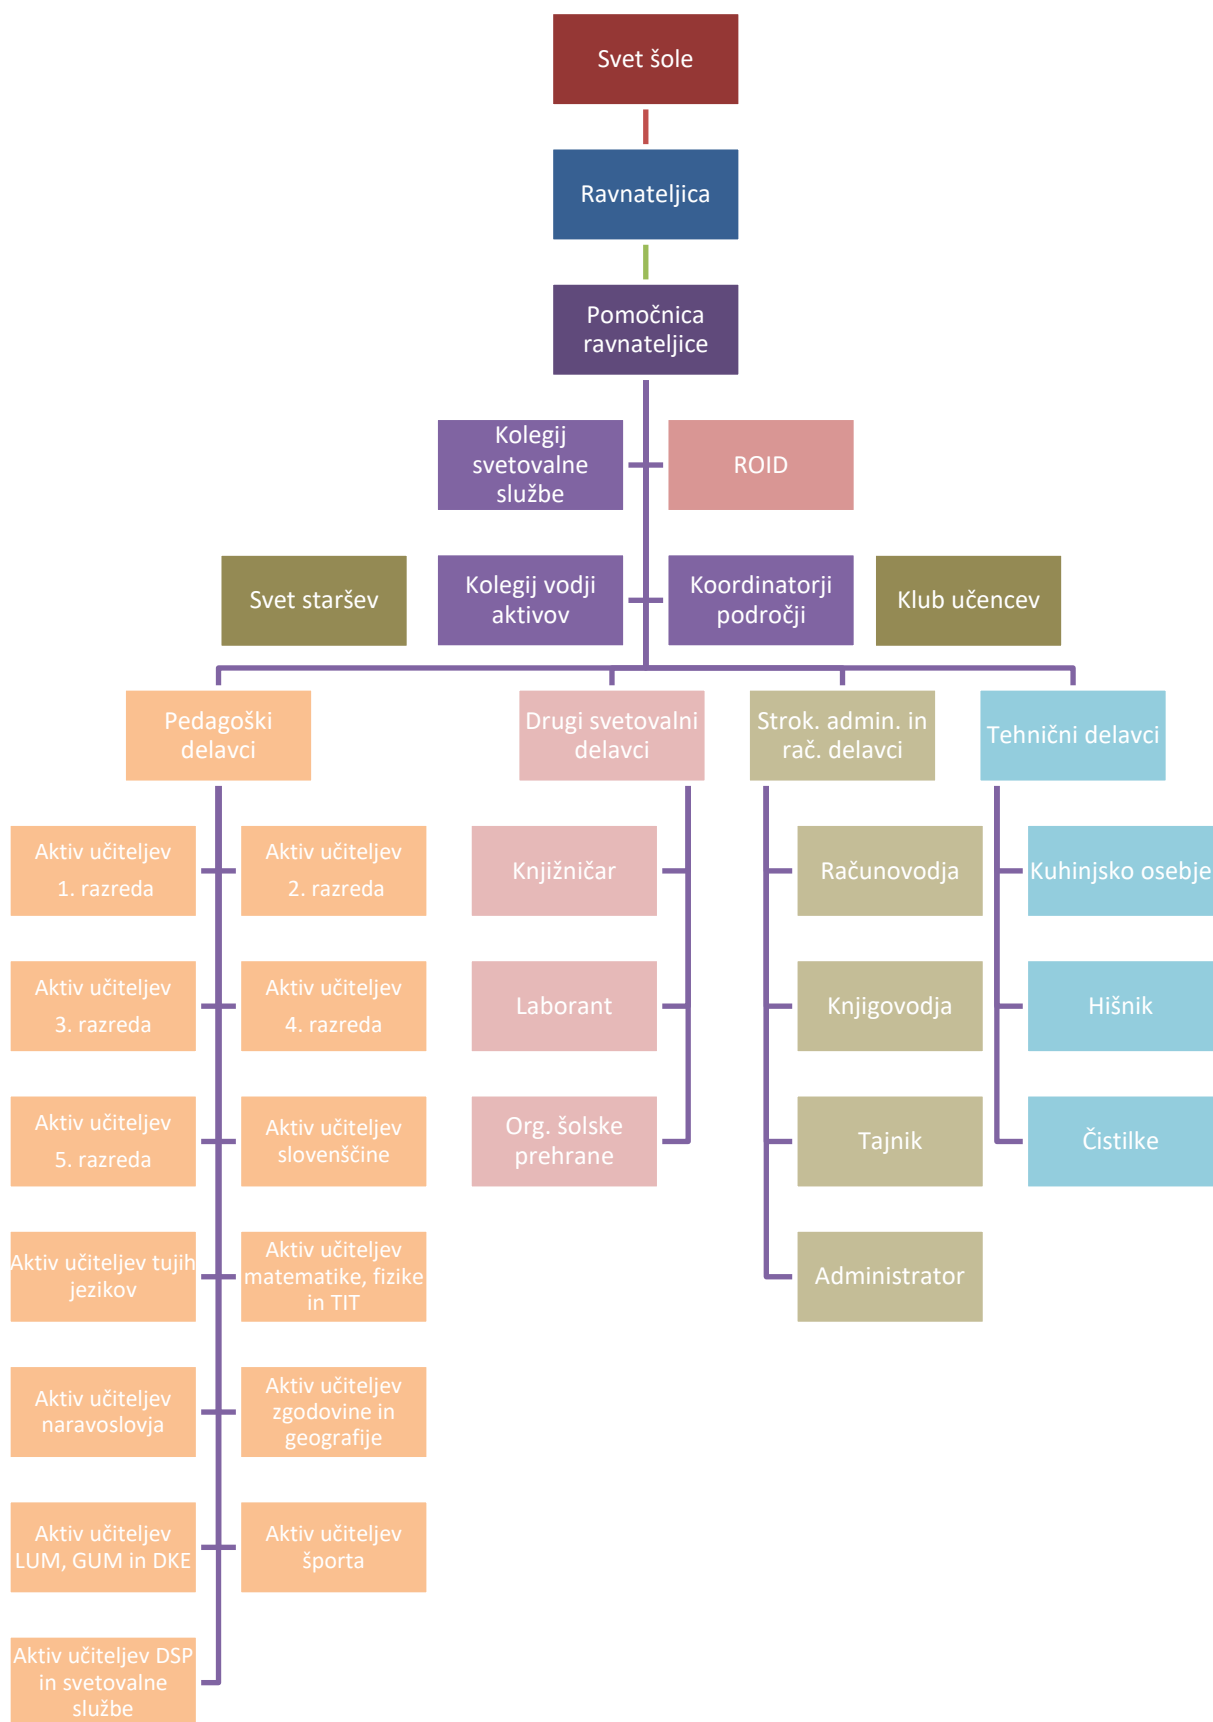 Svet šole
Ravnateljica
Pomočnica
ravnateljice
Kolegij
svetovalne
službe
ROID
Svet staršev
Kolegij vodji
aktivov
Koordinatorji
področji
Klub učencev
Pedagoški
delavci
Drugi svetovalni
delavci
Strok. admin. in
rač. delavci
Tehnični delavci
Aktiv učiteljev
1. razreda
Aktiv učiteljev
2. razreda
Knjižničar
Računovodja
Kuhinjsko osebje
Aktiv učiteljev
3. razreda
Aktiv učiteljev
4. razreda
Laborant
Knjigovodja
Hišnik
Aktiv učiteljev
5. razreda
Aktiv učiteljev
slovenščine
Org. šolske
prehrane
Tajnik
Čistilke
Aktiv učiteljev tujih
jezikov
Aktiv učiteljev
matematike, fizike
in TIT
Administrator
Aktiv učiteljev
naravoslovja
Aktiv učiteljev
zgodovine in
geografije
Aktiv učiteljev
LUM, GUM in DKE
Aktiv učiteljev
športa
Aktiv učiteljev DSP
in svetovalne
službe